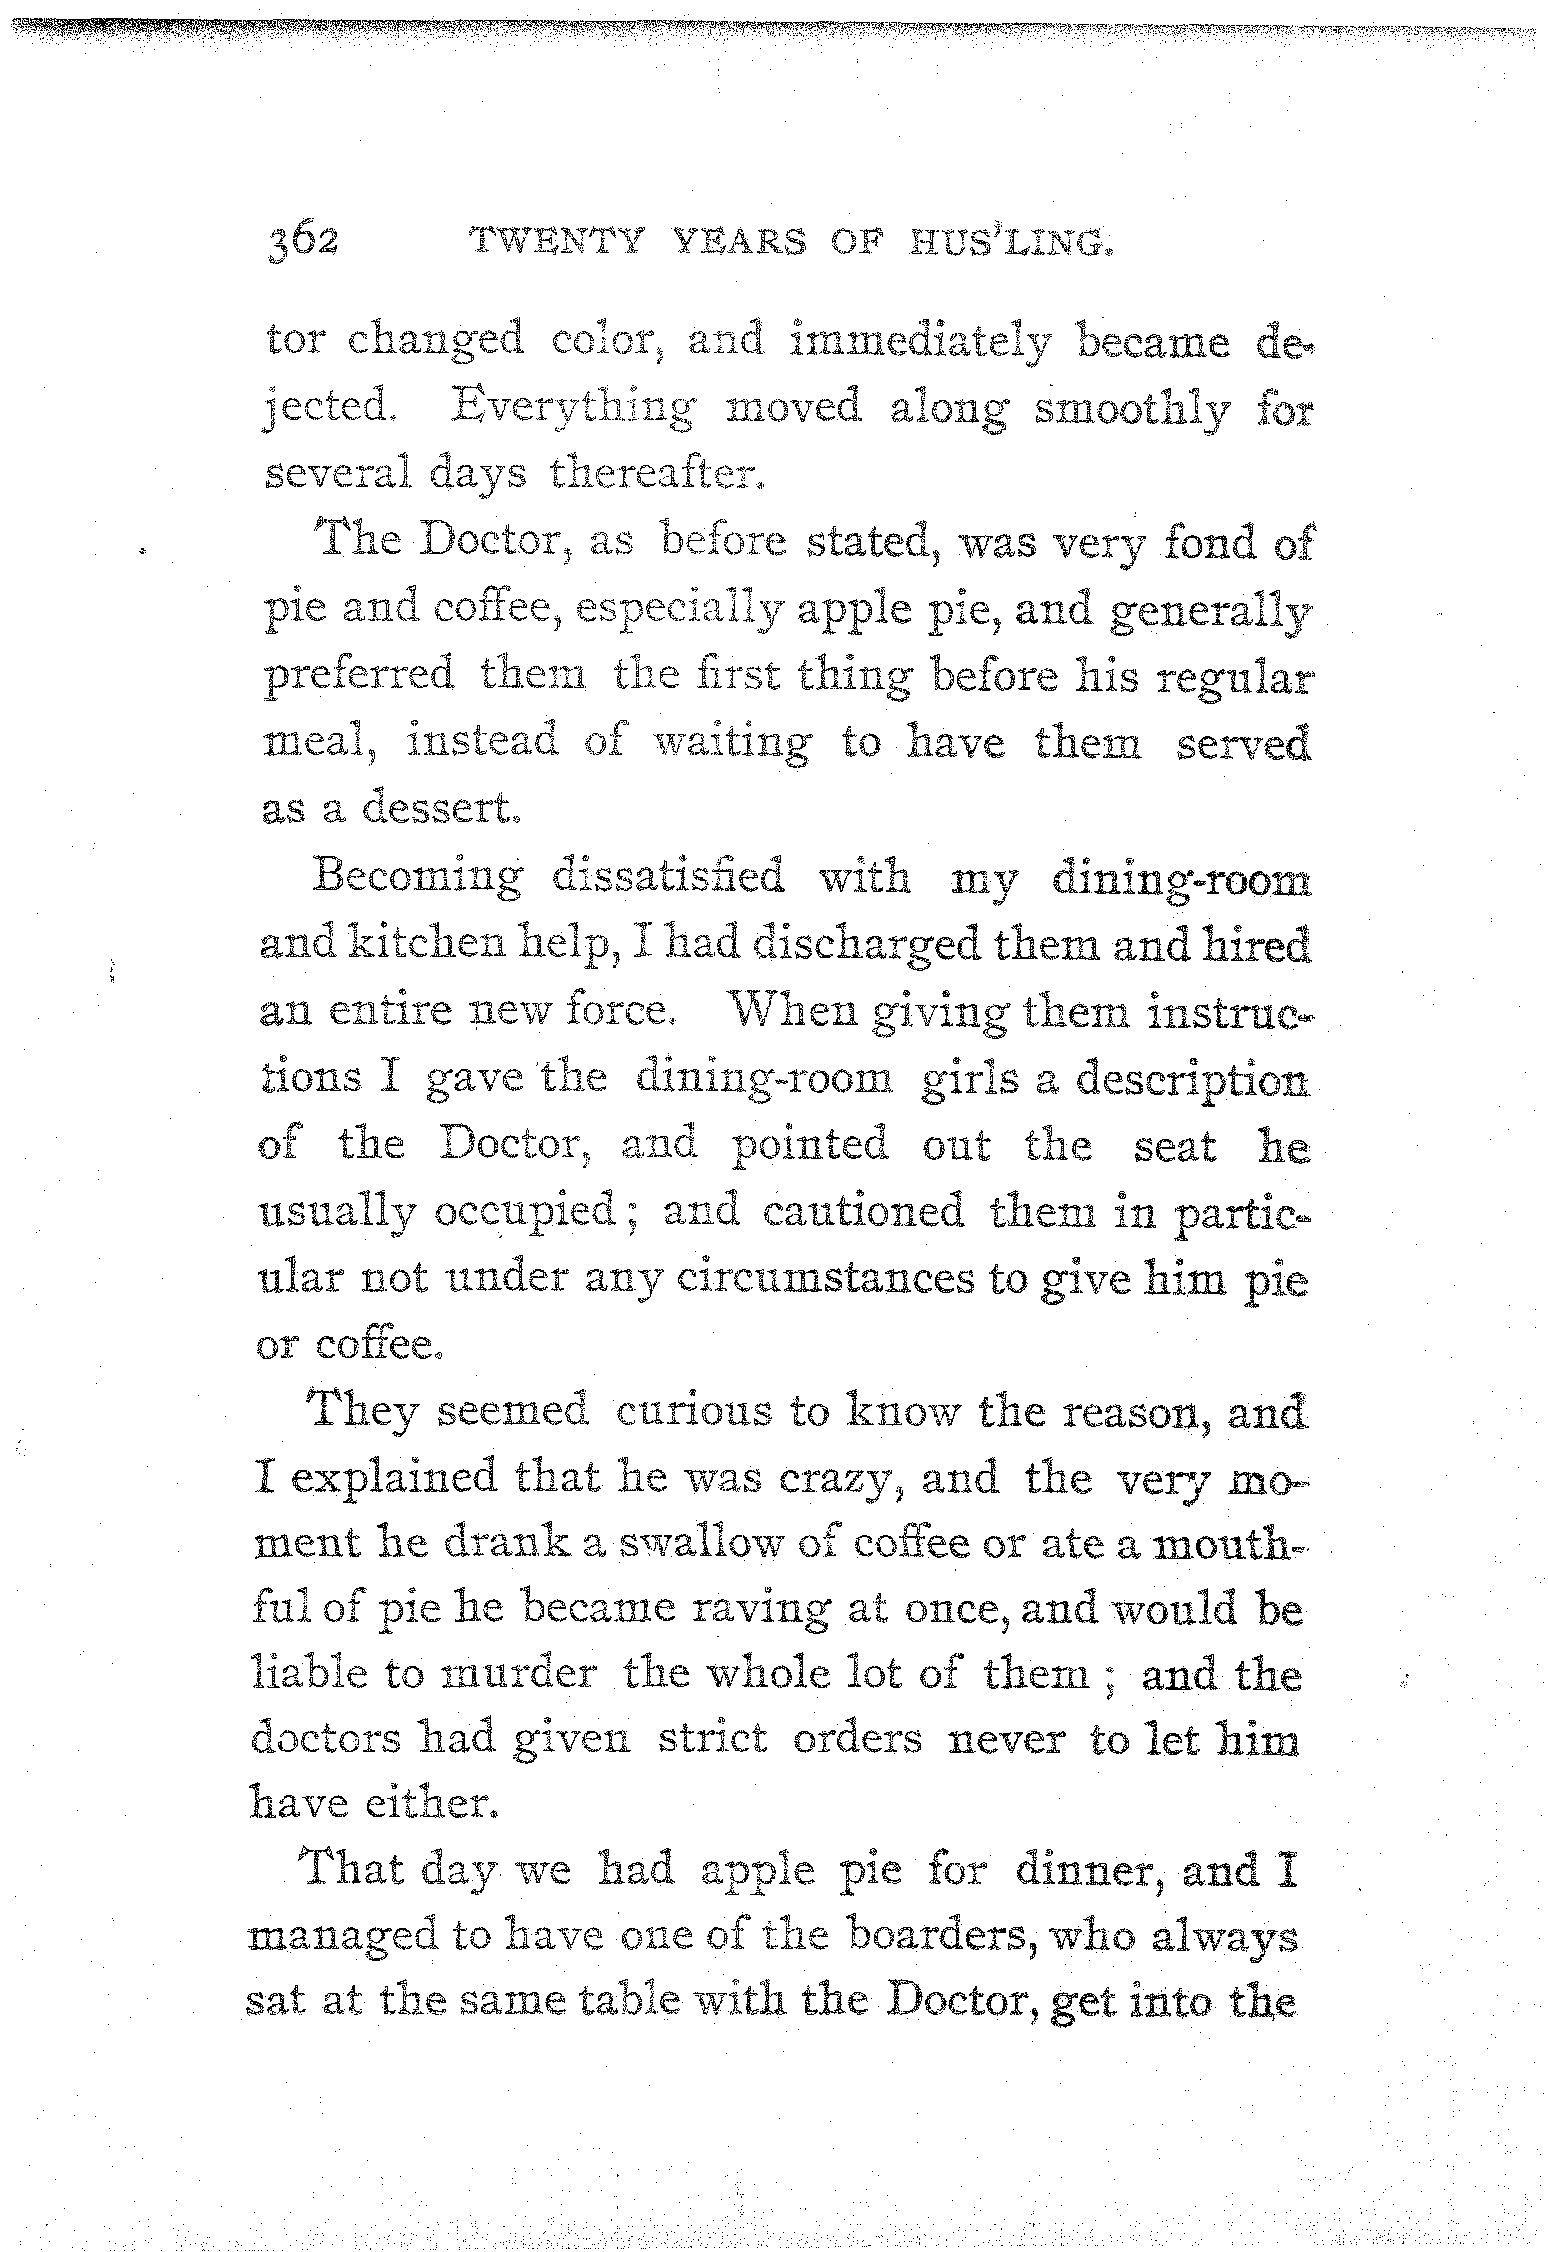 362 TWENTY YEARS OF HUS'LING.
tor changed color, and immediately became de-
jected. Everything moved along smoothly for
several days thereafter.
The Doctor, as before stated, was very fond of
pie and coffee, especially apple pie, and generally
preferred them the first thing before his regular
meal, instead of waiting to have them served
as a dessert.
Becoming dissatisfied with my dining-room
and kitchen help, I had discharged them and hired
an entire new force. When giving them instruc-
tions I gave the dining-room girls a description
of the Doctor, and pointed out the seat he
usually occupied; and cautioned them in partic-
ular not under any circumstances to give him pie
or coffee.
They seemed curious to know the reason, and
I explained that he was crazy, and the very mo-
ment he drank a swallow of coffee or ate a mouth-
ful of pie he became raving at once, and would be
liable to murder the whole lot of them; and the
doctors had given strict orders never to let him
have either.
That day we had apple pie for dinner, and I
managed to have one of the boarders, who always
sat at the same table with the Doctor, get into the